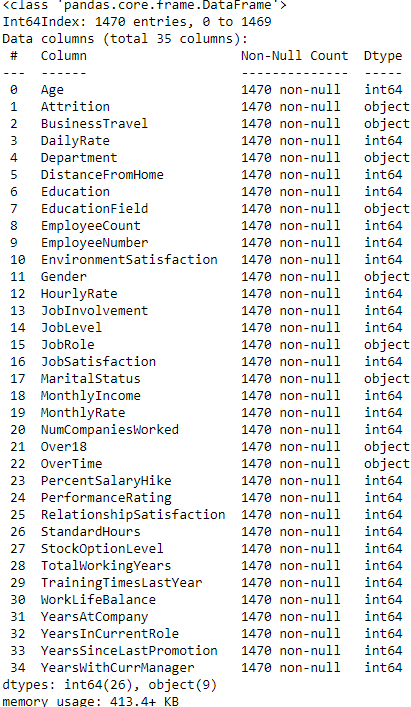 <class 'pandas.core.frame.DataFrame'>
Int64Index: 1470 entries, 0 to 1469
Data columns (total 35 columns):
 #   Column                    Non-Null Count  Dtype
---  ------                    --------------  -----
 0   Age                       1470 non-null   int64
 1   Attrition                 1470 non-null   object
 2   BusinessTravel            1470 non-null   object
 3   DailyRate                 1470 non-null   int64
 4   Department                1470 non-null   object
 5   DistanceFromHome          1470 non-null   int64
 6   Education                 1470 non-null   int64
 7   EducationField            1470 non-null   object
 8   EmployeeCount             1470 non-null   int64
 9   EmployeeNumber            1470 non-null   int64
 10  EnvironmentSatisfaction   1470 non-null   int64
 11  Gender                    1470 non-null   object
 12  HourlyRate                1470 non-null   int64
 13  JobInvolvement            1470 non-null   int64
 14  JobLevel                  1470 non-null   int64
 15  JobRole                   1470 non-null   object
 16  JobSatisfaction           1470 non-null   int64
 17  MaritalStatus             1470 non-null   object
 18  MonthlyIncome             1470 non-null   int64
 19  MonthlyRate               1470 non-null   int64
 20  NumCompaniesWorked        1470 non-null   int64
 21  Over18                    1470 non-null   object
 22  OverTime                  1470 non-null   object
 23  PercentSalaryHike         1470 non-null   int64
 24  PerformanceRating         1470 non-null   int64
 25  RelationshipSatisfaction  1470 non-null   int64
 26  StandardHours             1470 non-null   int64
 27  StockOptionLevel          1470 non-null   int64
 28  TotalWorkingYears         1470 non-null   int64
 29  TrainingTimesLastYear     1470 non-null   int64
 30  WorkLifeBalance           1470 non-null   int64
 31  YearsAtCompany            1470 non-null   int64
 32  YearsInCurrentRole        1470 non-null   int64
 33  YearsSinceLastPromotion   1470 non-null   int64
 34  YearsWithCurrManager      1470 non-null   int64
dtypes: int64(26), object(9)
memory usage: 413.4+ KB